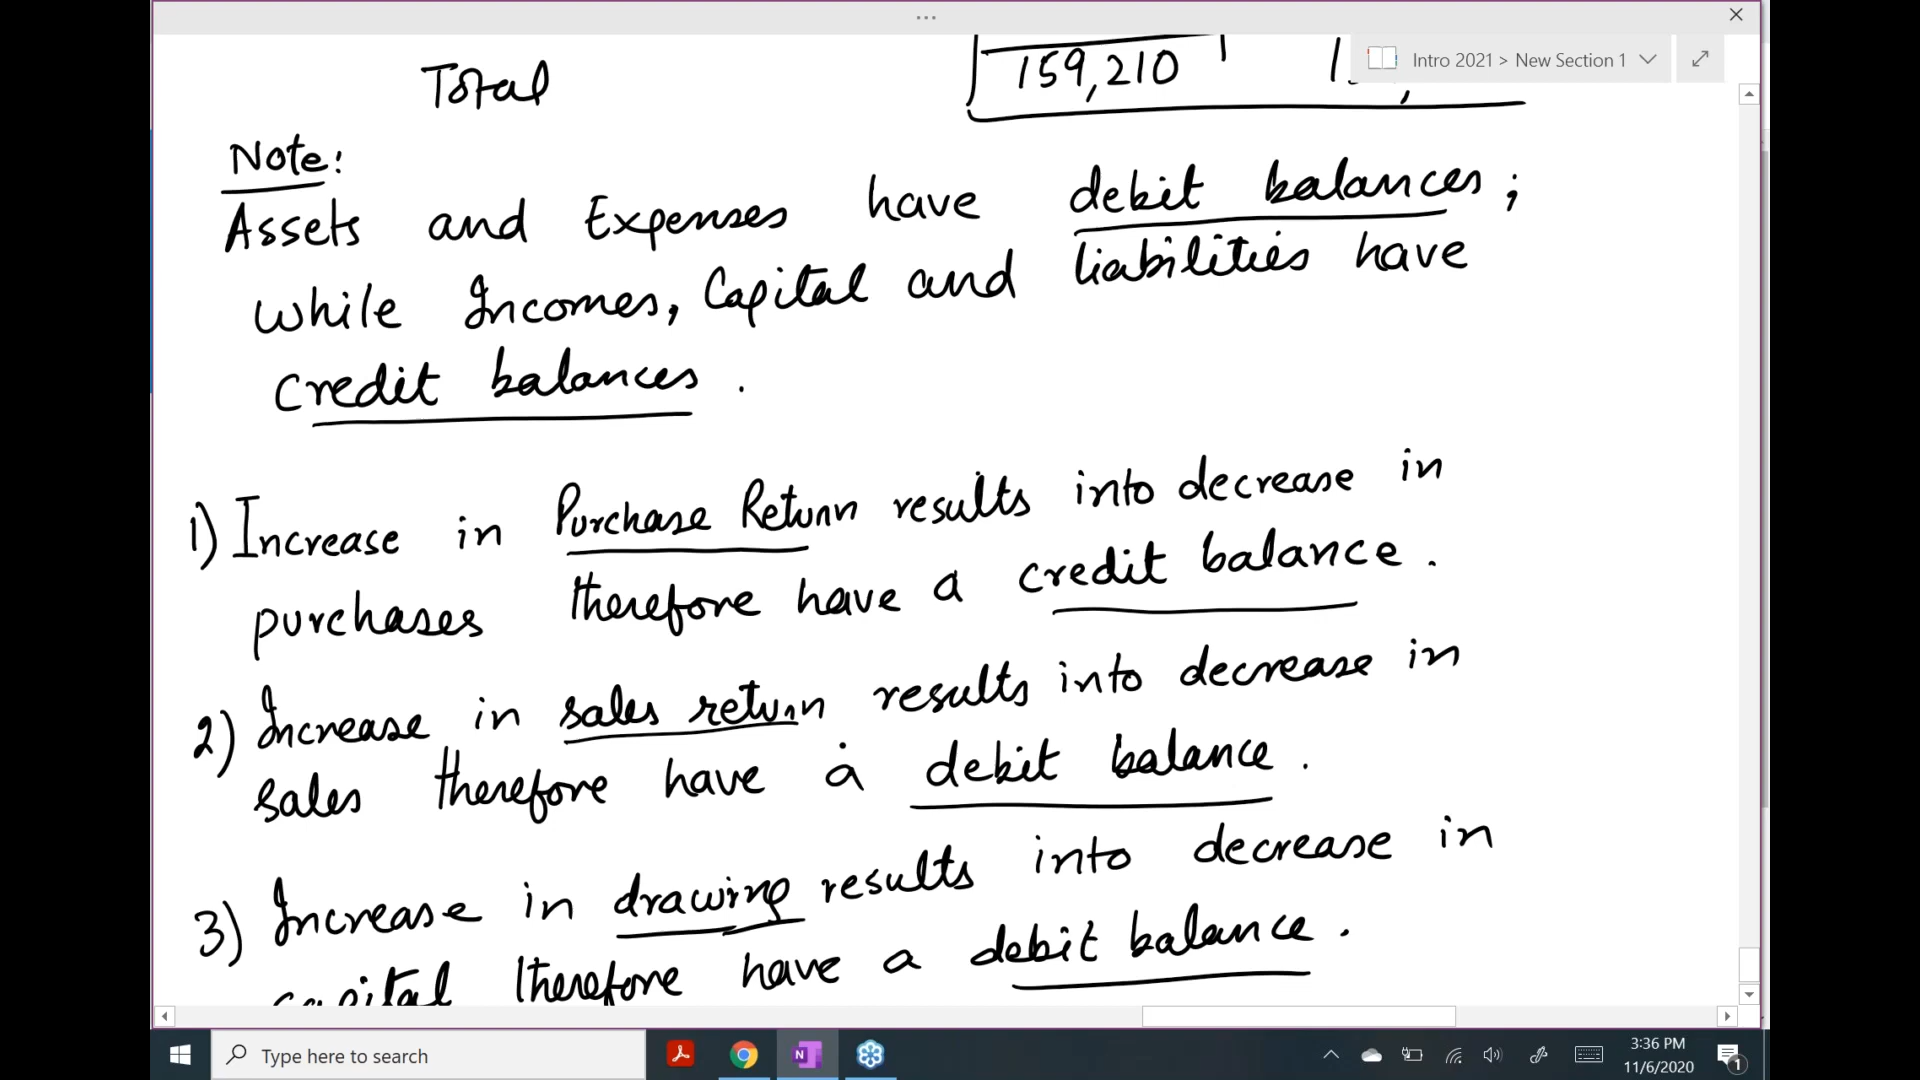 Total 159,210
Intro 2021 > New Section 1
Note:
Assets and Expenses have debit balances;
while Incomes, Capital and liabilities have
credit balances.
1) Increase in Purchase Return results into decrease in
purchases therefore have a credit balance.
2) Increase in sales return results into decrease in
sales therefore have a debit balance.
3) Increase in drawing results into decrease in
capital therefore have a debit balance.
Type here to search
3:36 PM
11/6/2020
1